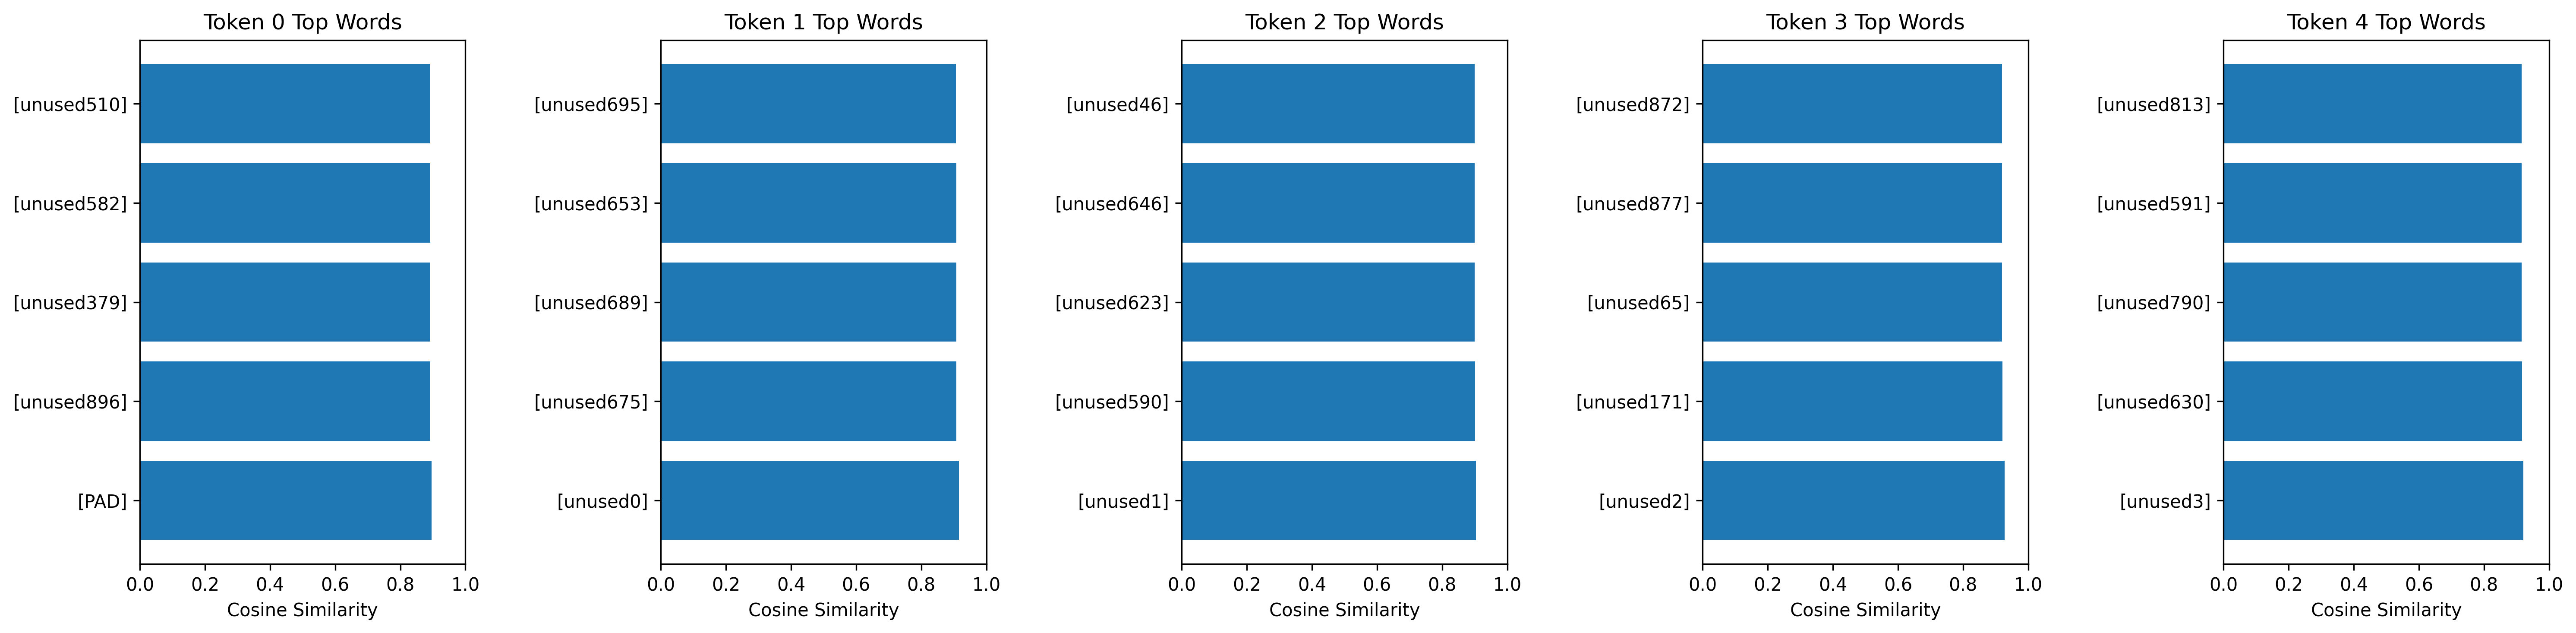 Token 0 Top Words
[unused510]
[unused582]
[unused379]
[unused896]
[PAD]
0.0 0.2 0.4 0.6 0.8 1.0
Cosine Similarity
Token 1 Top Words
[unused695]
[unused653]
[unused689]
[unused675]
[unused0]
0.0 0.2 0.4 0.6 0.8 1.0
Cosine Similarity
Token 2 Top Words
[unused46]
[unused646]
[unused623]
[unused590]
[unused1]
0.0 0.2 0.4 0.6 0.8 1.0
Cosine Similarity
Token 3 Top Words
[unused872]
[unused877]
[unused65]
[unused171]
[unused2]
0.0 0.2 0.4 0.6 0.8 1.0
Cosine Similarity
Token 4 Top Words
[unused813]
[unused591]
[unused790]
[unused630]
[unused3]
0.0 0.2 0.4 0.6 0.8 1.0
Cosine Similarity